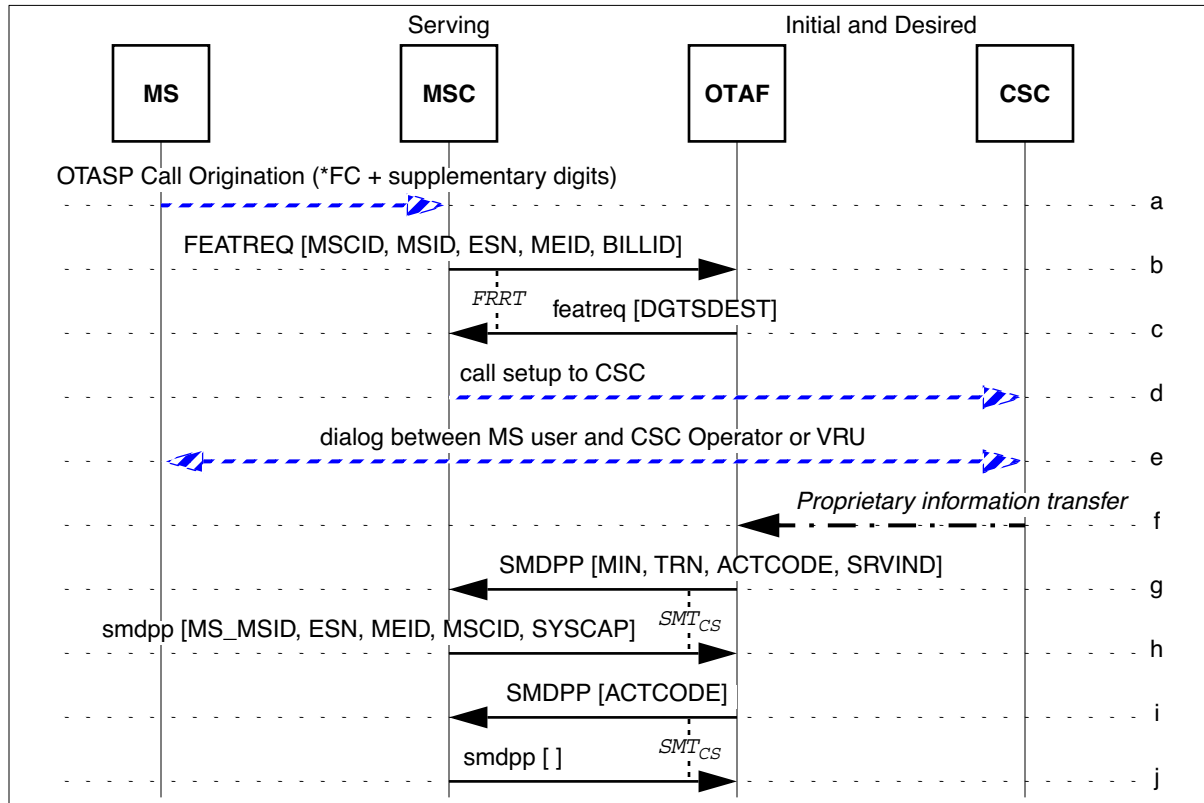 Serving
Initial and Desired
MS
MSC
OTAF
CSC
OTASP Call Origination (*FC + supplementary digits)
a
FEATREQ [MSCID, MSID, ESN, MEID, BILLID]
b
FRRT
featreq [DGTSDEST]
c
call setup to CSC
d
dialog between MS user and CSC Operator or VRU
e
Proprietary information transfer
f
SMDPP [MIN, TRN, ACTCODE, SRVIND]
g
SMT_CS
smdpp [MS_MSID, ESN, MEID, MSCID, SYSCAP]
h
SMDPP [ACTCODE]
i
SMT_CS
smdpp [ ]
j